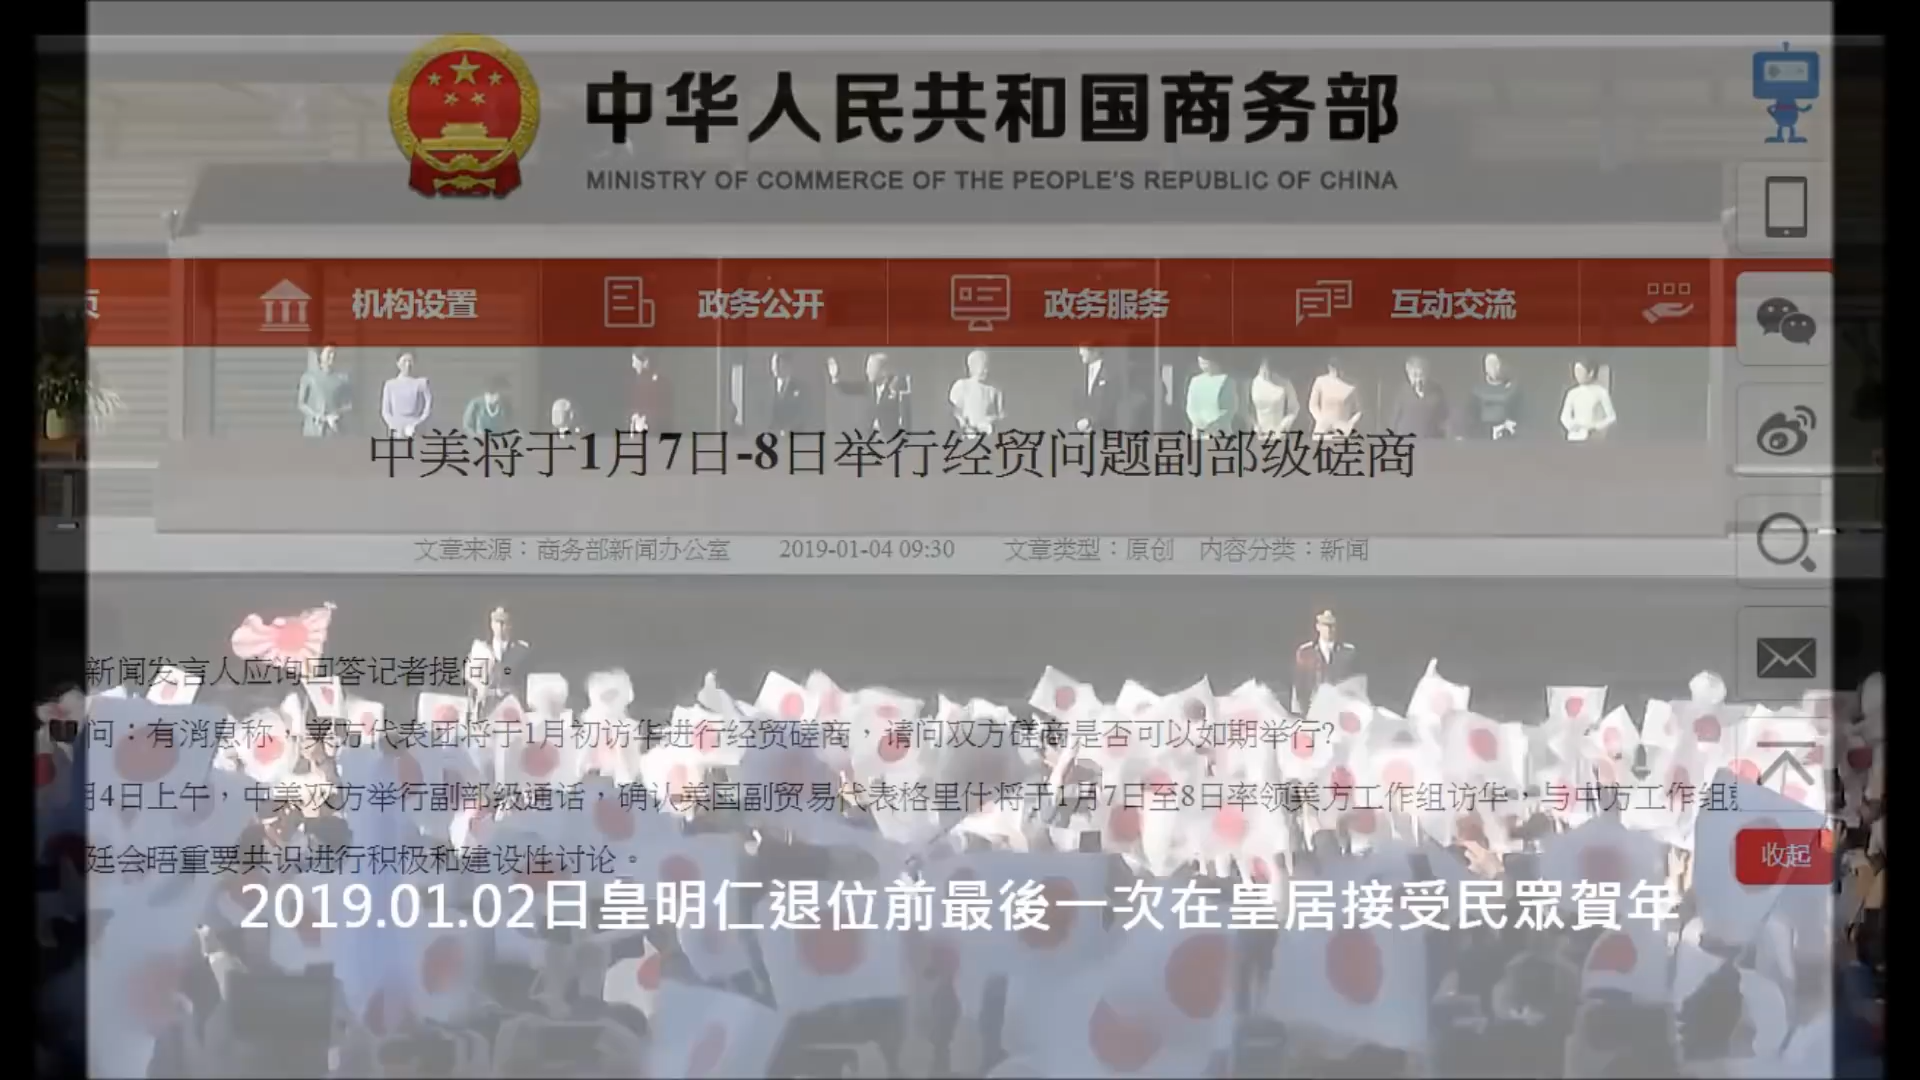 中华人民共和国商务部
MINISTRY OF COMMERCE OF THE PEOPLE'S REPUBLIC OF CHINA
页 机构设置 政务公开 政务服务 互动交流
中美将于1月7日-8日举行经贸问题副部级磋商
文章来源：商务部新闻办公室 2019-01-04 09:30 文章类型：原创 内容分类：新闻
新闻发言人应询回答记者提问。
问：有消息称，美方代表团将于1月初访华进行经贸磋商，请问双方磋商是否可以如期举行?
月4日上午，中美双方举行副部级通话，确认美国副贸易代表格里什将于1月7日至8日率领美方工作组访华，与中方工作组就
廷会晤重要共识进行积极和建设性讨论。
收起
2019.01.02日皇明仁退位前最後一次在皇居接受民眾賀年